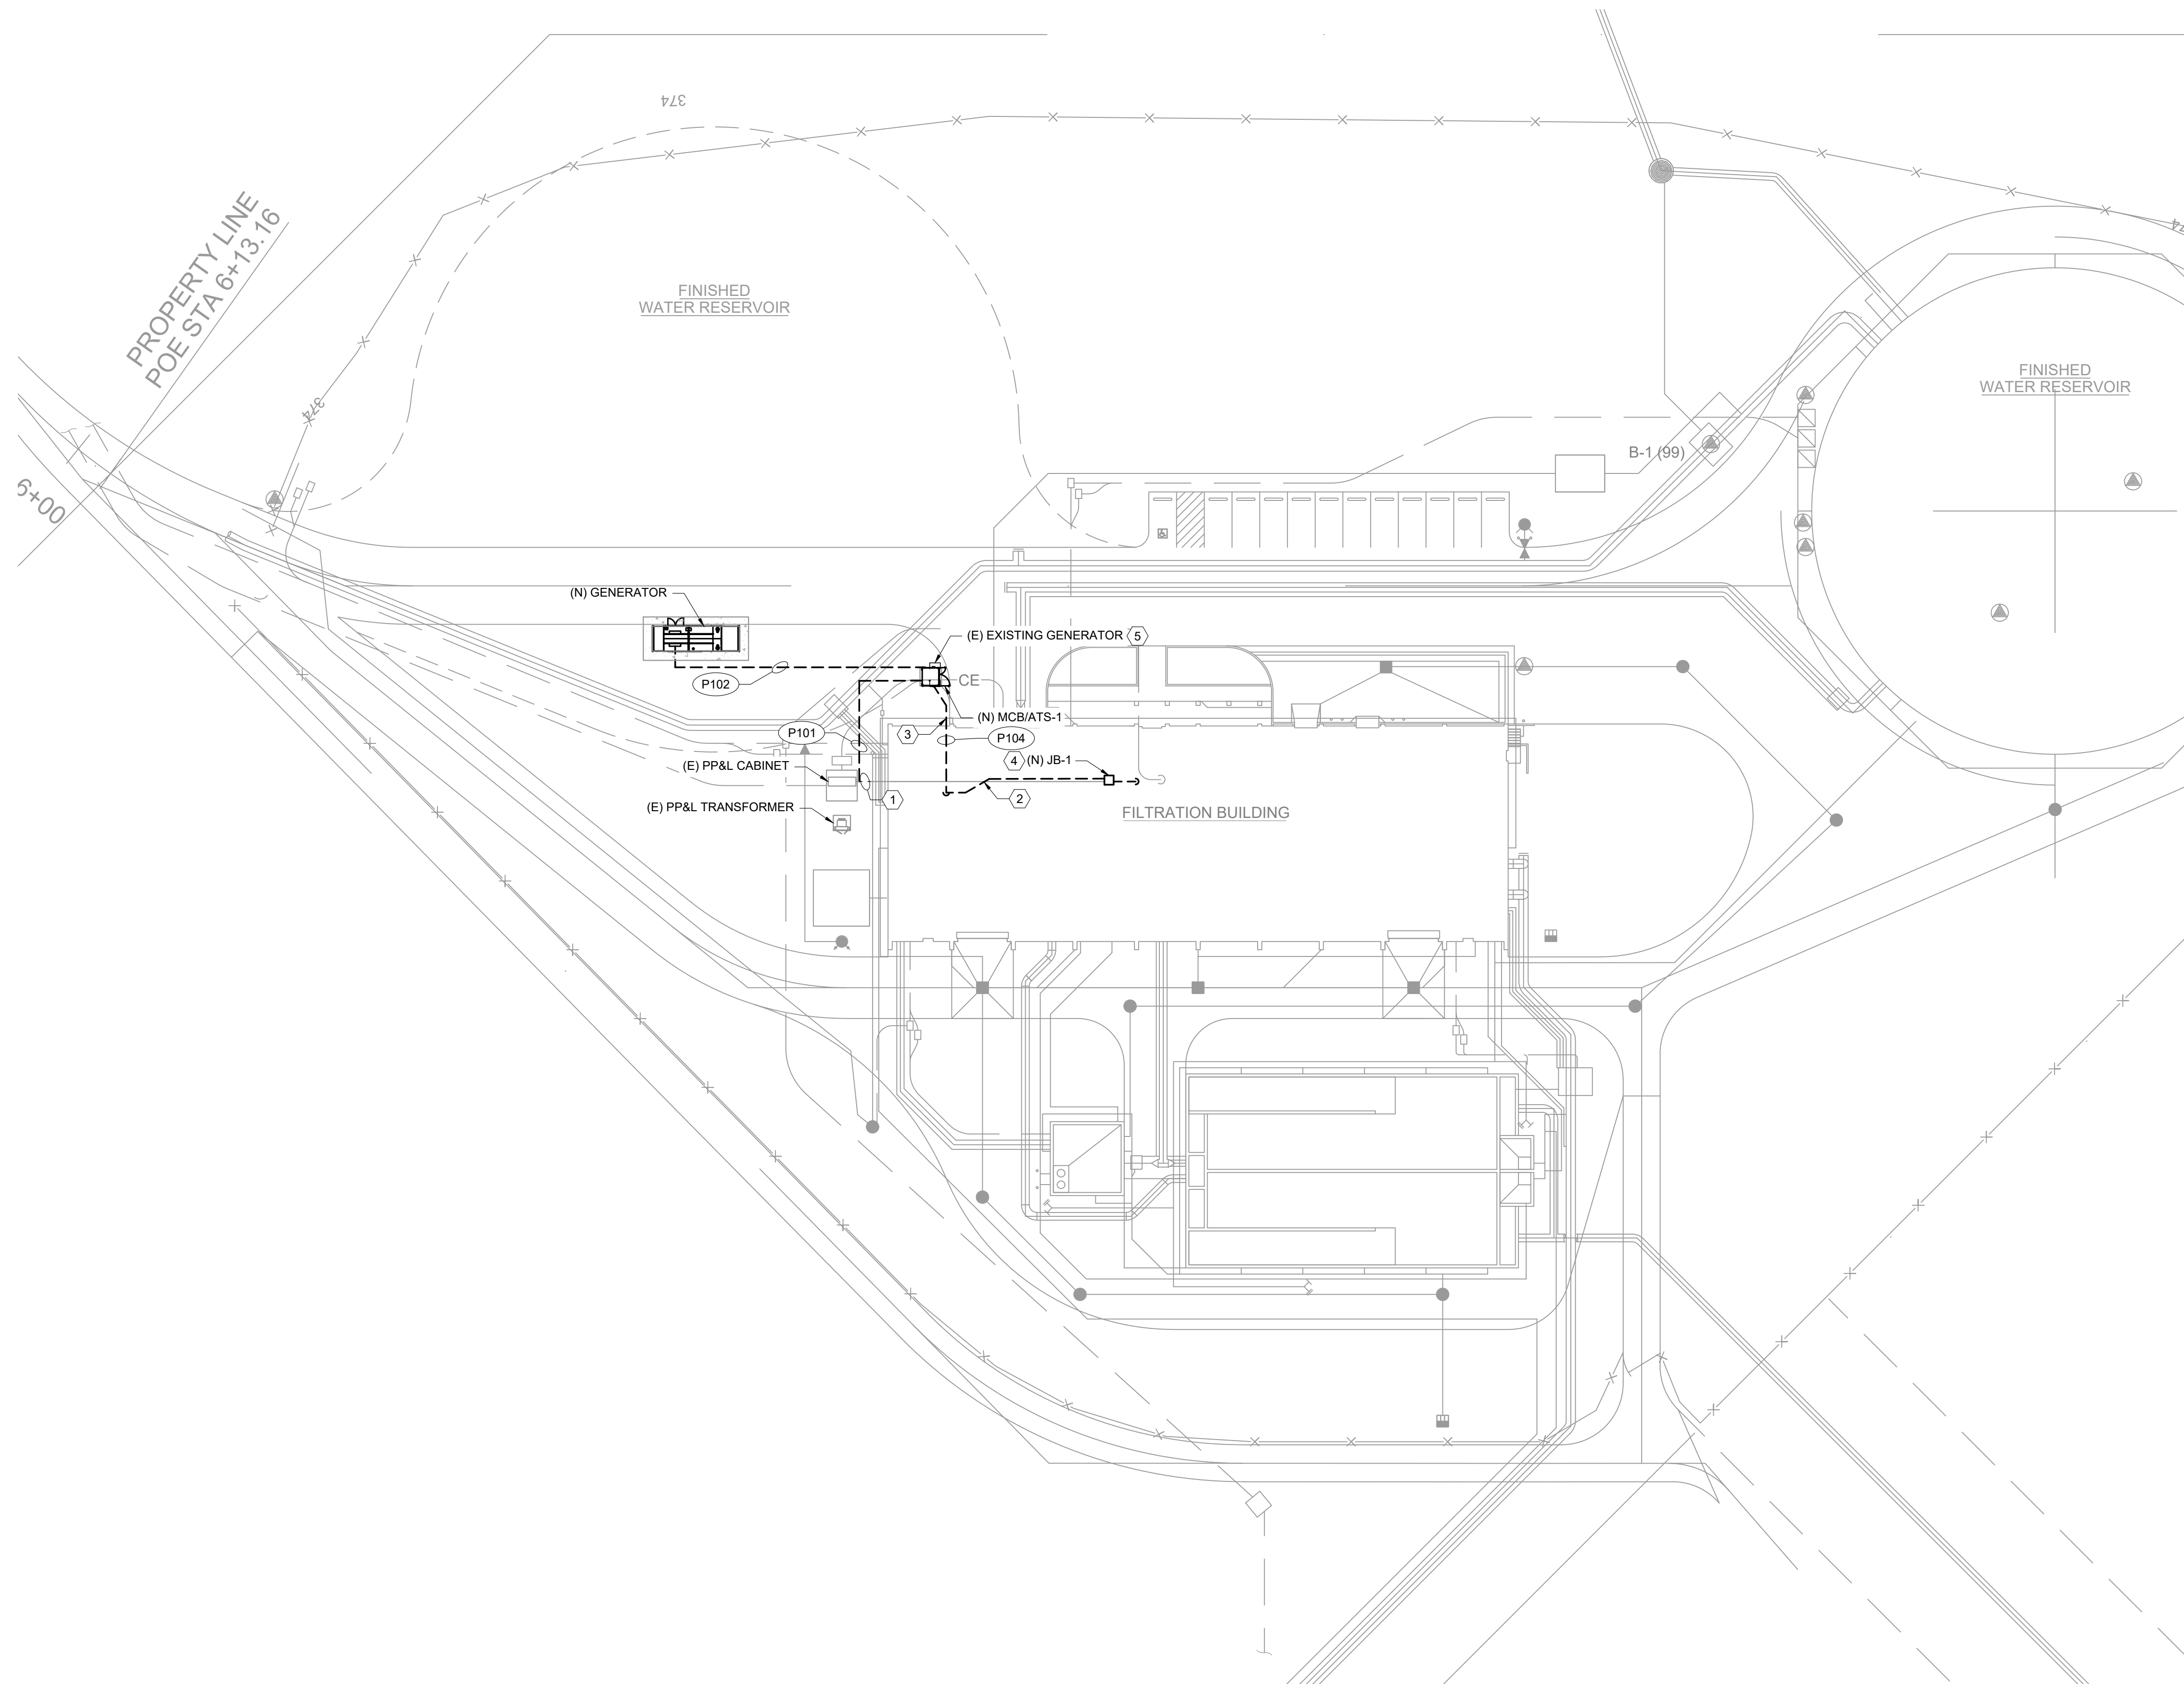 374
PROPERTY LINE
POE STA 6+13.16
FINISHED
WATER RESERVOIR
374
FINISHED
WATER RESERVOIR
B-1 (99)
(N) GENERATOR
(E) EXISTING GENERATOR 5
P102
CE
(N) MCB/ATS-1
P101
3
P104
4 (N) JB-1
(E) PP&L CABINET
1
2
(E) PP&L TRANSFORMER
FILTRATION BUILDING